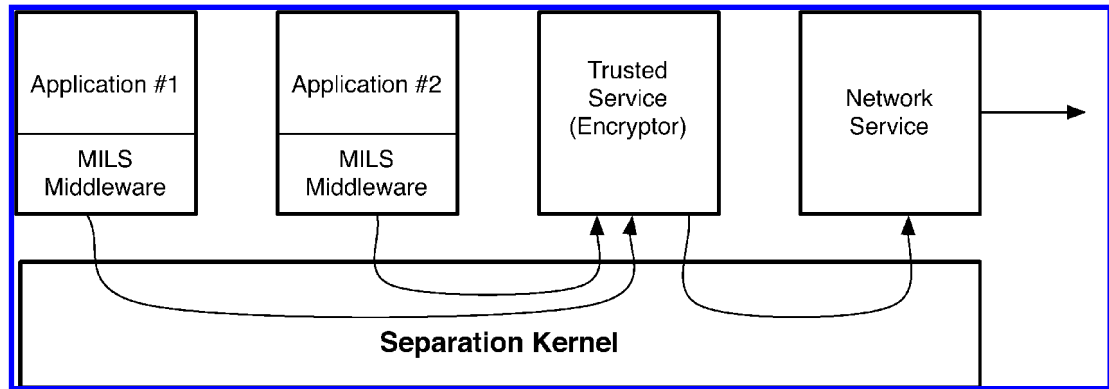 Application #1
MILS
Middleware
Application #2
MILS
Middleware
Trusted
Service
(Encryptor)
Network
Service
Separation Kernel